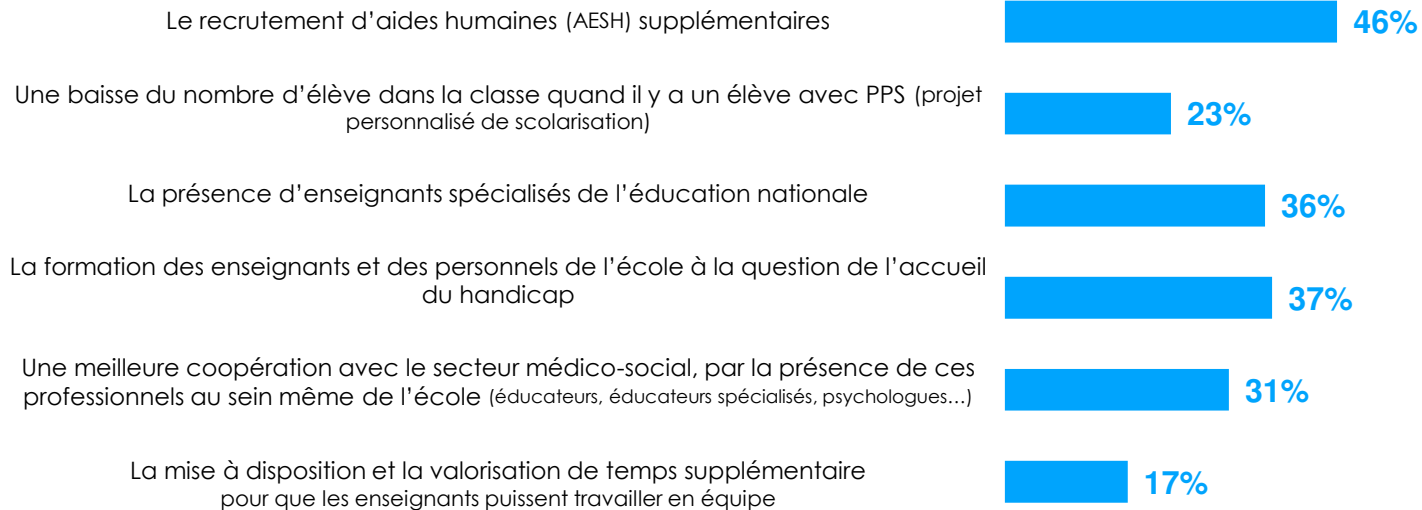 Le recrutement d’aides humaines (AESH) supplémentaires
46%
Une baisse du nombre d’élève dans la classe quand il y a un élève avec PPS (projet
personnalisé de scolarisation)
23%
La présence d’enseignants spécialisés de l’éducation nationale
36%
La formation des enseignants et des personnels de l’école à la question de l’accueil
du handicap
37%
Une meilleure coopération avec le secteur médico-social, par la présence de ces
professionnels au sein même de l’école (éducateurs, éducateurs spécialisés, psychologues…)
31%
La mise à disposition et la valorisation de temps supplémentaire
pour que les enseignants puissent travailler en équipe
17%